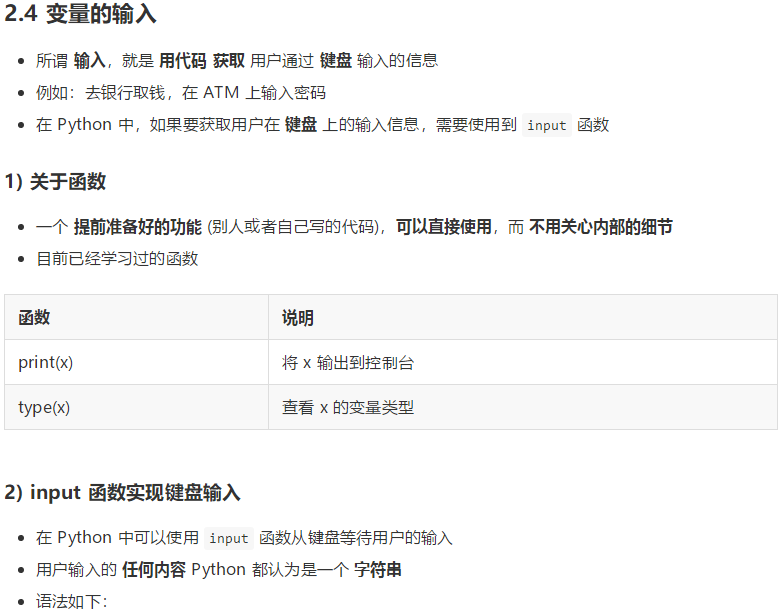 2.4 变量的输入
所谓 输入，就是 用代码 获取 用户通过 键盘 输入的信息
例如：去银行取钱，在 ATM 上输入密码
在 Python 中，如果要获取用户在 键盘 上的输入信息，需要使用到 input 函数
1) 关于函数
一个 提前准备好的功能 (别人或者自己写的代码)，可以直接使用，而 不用关心内部的细节
目前已经学习过的函数
函数 说明
print(x) 将 x 输出到控制台
type(x) 查看 x 的变量类型
2) input 函数实现键盘输入
在 Python 中可以使用 input 函数从键盘等待用户的输入
用户输入的 任何内容 Python 都认为是一个 字符串
语法如下：